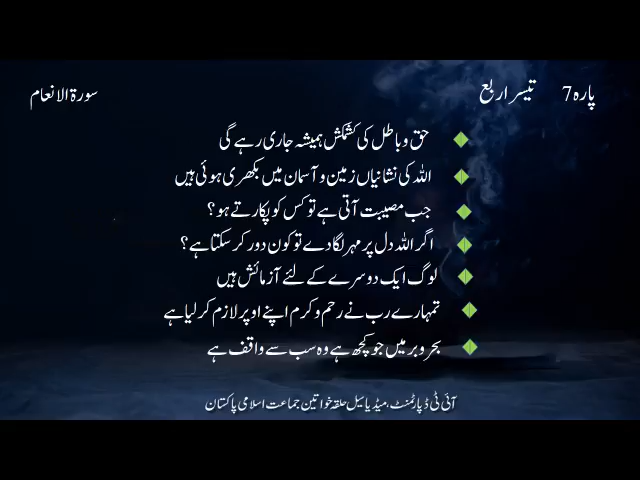 پارہ 7 تیسرا ربع سورۃ الانعام
حق و باطل کی کشمکش ہمیشہ جاری رہے گی
اللہ کی نشانیاں زمین و آسمان میں بکھری ہوئی ہیں
جب مصیبت آتی ہے تو کس کو پکارتے ہو؟
اگر اللہ دل پر مہر لگا دے تو کون دور کر سکتا ہے؟
لوگ ایک دوسرے کے لئے آزمائش ہیں
تمہارے رب نے رحم و کرم اپنے اوپر لازم کر لیا ہے
بحر و بر میں جو کچھ ہے وہ سب سے واقف ہے
آئی ٹی ڈپارٹمنٹ، میڈیا سیل حلقہ خواتین جماعت اسلامی پاکستان